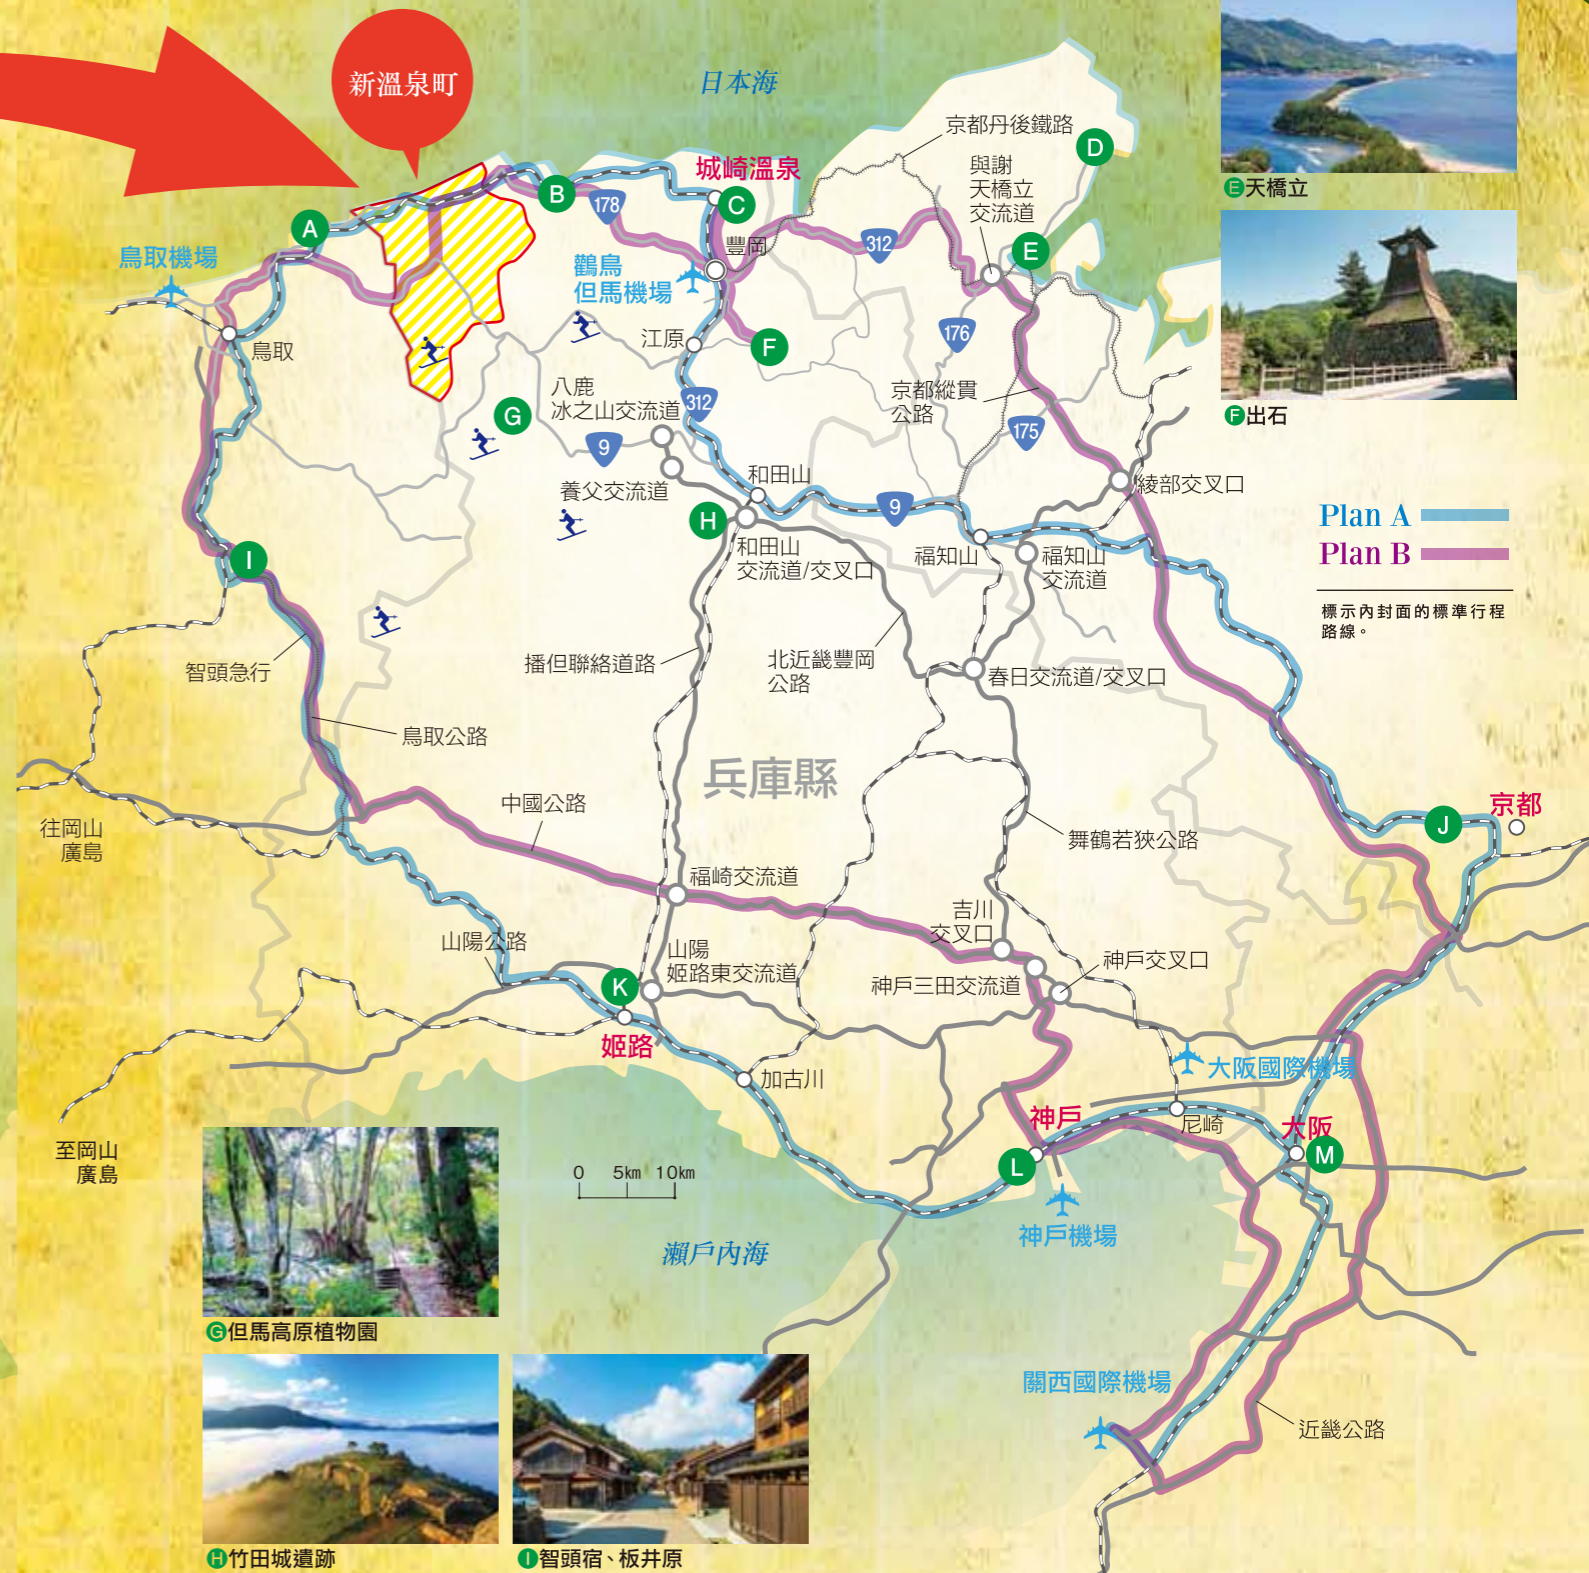 新溫泉町
日本海
京都丹後鐵路
D
與謝
天橋立
交流道
E天橋立
城崎溫泉
B
C
178
A
鳥取機場
豐岡
312
E
鸛鳥
但馬機場
176
江原
F
鳥取
八鹿
冰之山交流道
312
京都縱貫
公路
G
9
175
F出石
養父交流道
和田山
9
綾部交叉口
H
和田山
交流道/交叉口
福知山
福知山
交流道
Plan A
Plan B
標示內封面的標準行程
路線。
I
智頭急行
播但聯絡道路
北近畿豐岡
公路
春日交流道/交叉口
鳥取公路
兵庫縣
中國公路
往岡山
廣島
舞鶴若狹公路
J
京都
福崎交流道
吉川
交叉口
山陽公路
山陽
姬路東交流道
神戶三田交流道
神戶交叉口
K
姬路
加古川
大阪國際機場
神戶
尼崎
大阪
L
M
至岡山
廣島
0 5km 10km
神戶機場
瀨戶內海
G但馬高原植物園
關西國際機場
近畿公路
H竹田城遺跡
I智頭宿、板井原